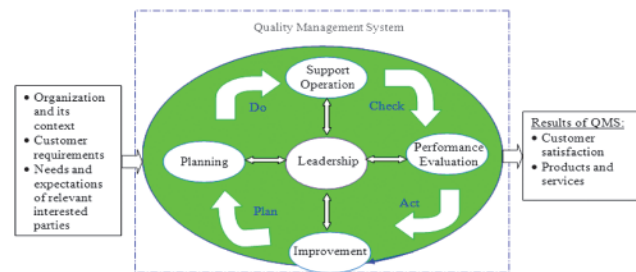 Quality Management System
• Organization
and its
context
• Customer
requirements
• Needs and
expectations
of relevant
interested
parties
Support
Operation
Do
Check
Planning
Leadership
Performance
Evaluation
Plan
Act
Improvement
Results of QMS:
• Customer
satisfaction
• Products and
services